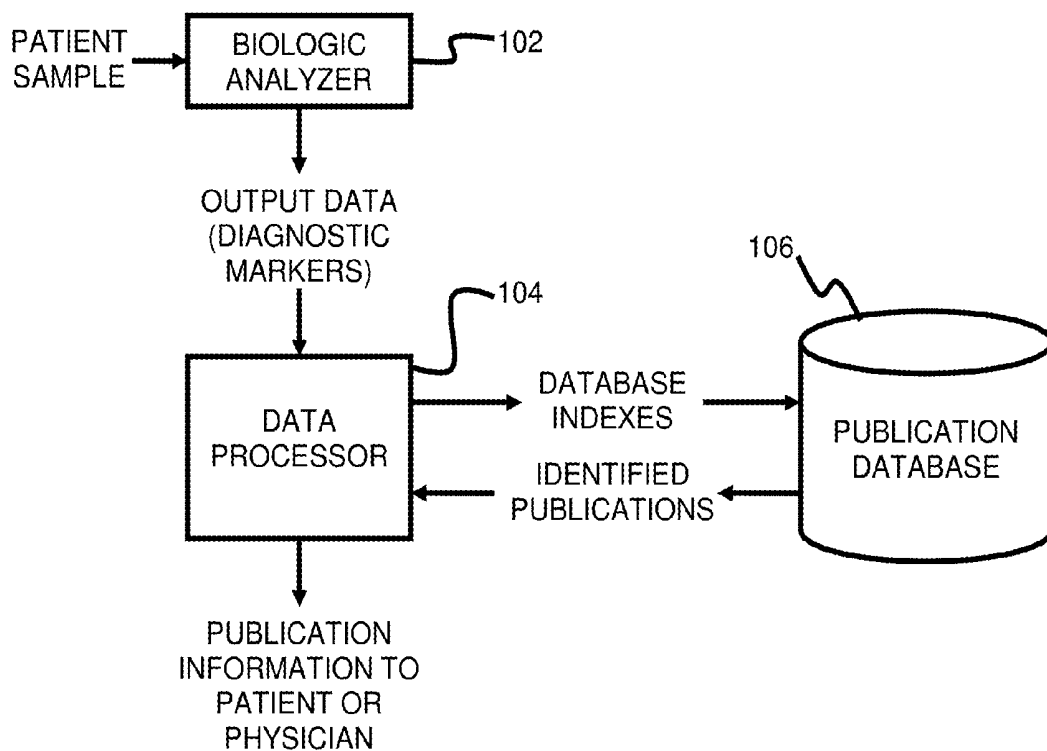 PATIENT
SAMPLE
BIOLOGIC
ANALYZER
102
OUTPUT DATA
(DIAGNOSTIC
MARKERS)
104
106
DATA
PROCESSOR
DATABASE
INDEXES
IDENTIFIED
PUBLICATIONS
PUBLICATION
DATABASE
PUBLICATION
INFORMATION TO
PATIENT OR
PHYSICIAN